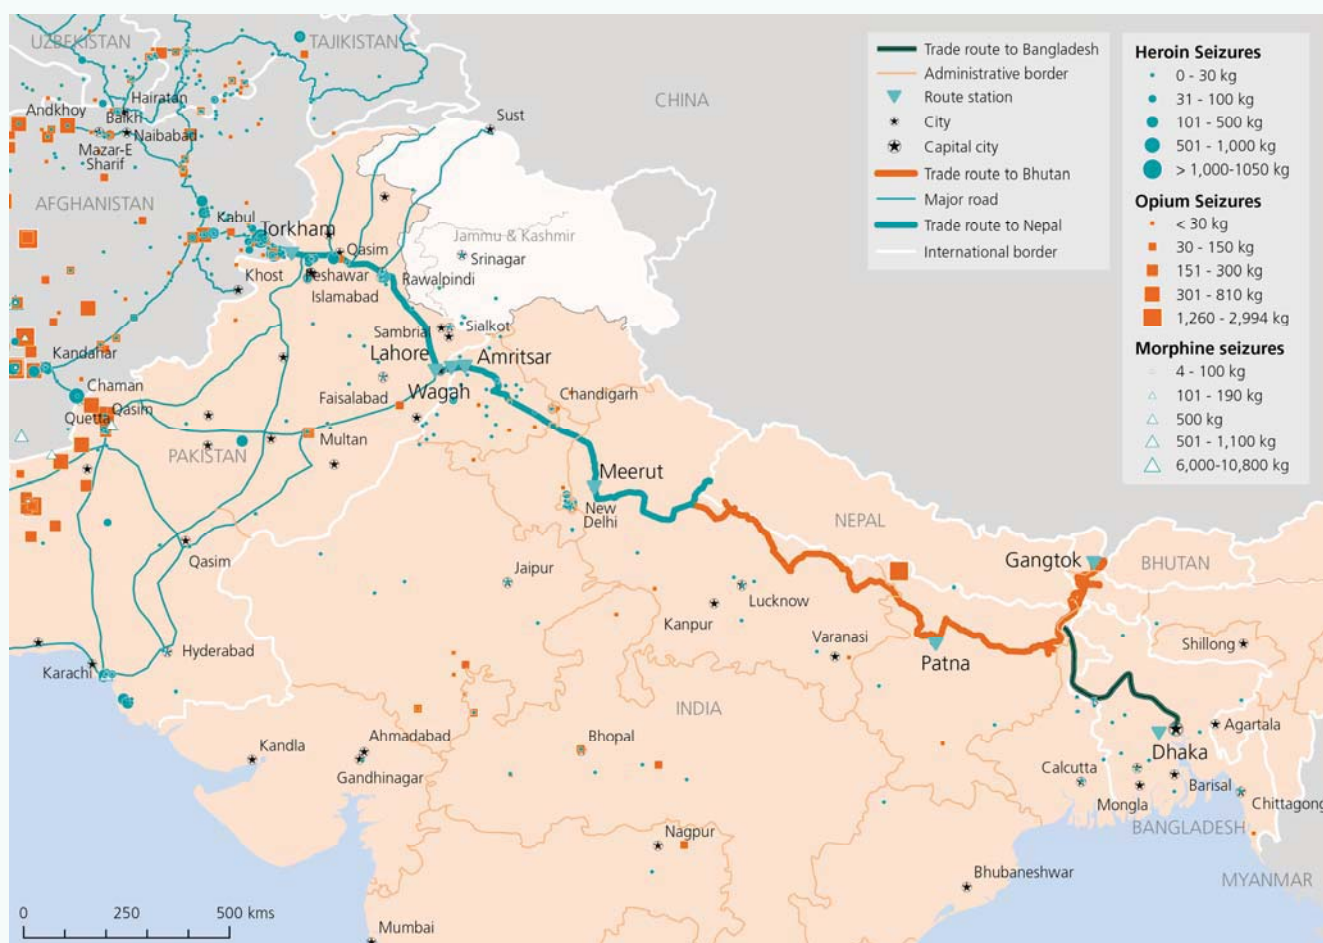 UZBEKISTAN
TAJIKISTAN
CHINA
Hairatan
Andkhoy
Balkh
Naibabad
Mazar-E
Sharif
Sust
AFGHANISTAN
Kabul
Torkham
Qasim
Jammu & Kashmir
Srinagar
Khost
Peshawar
Rawalpindi
Islamabad
Sambrial
Sialkot
Kandahar
Lahore
Amritsar
Chaman
Wagah
Chandigarh
Faisalabad
Qasim
Quetta
Multan
PAKISTAN
Meerut
New
Delhi
NEPAL
Gangtok
BHUTAN
Qasim
Jaipur
Lucknow
Kanpur
Varanasi
Patna
Shillong
Hyderabad
Karachi
INDIA
Agartala
Kandla
Ahmadabad
Gandhinagar
Bhopal
Dhaka
Calcutta
Mongla
Barisal
Chittagong
BANGLADESH
Nagpur
Bhubaneshwar
MYANMAR
Mumbai
0 250 500 kms
Trade route to Bangladesh
Administrative border
Route station
City
Capital city
Trade route to Bhutan
Major road
Trade route to Nepal
International border
Heroin Seizures
0 - 30 kg
31 - 100 kg
101 - 500 kg
501 - 1,000 kg
> 1,000-1050 kg
Opium Seizures
< 30 kg
30 - 150 kg
151 - 300 kg
301 - 810 kg
1,260 - 2,994 kg
Morphine seizures
4 - 100 kg
101 - 190 kg
500 kg
501 - 1,100 kg
6,000-10,800 kg